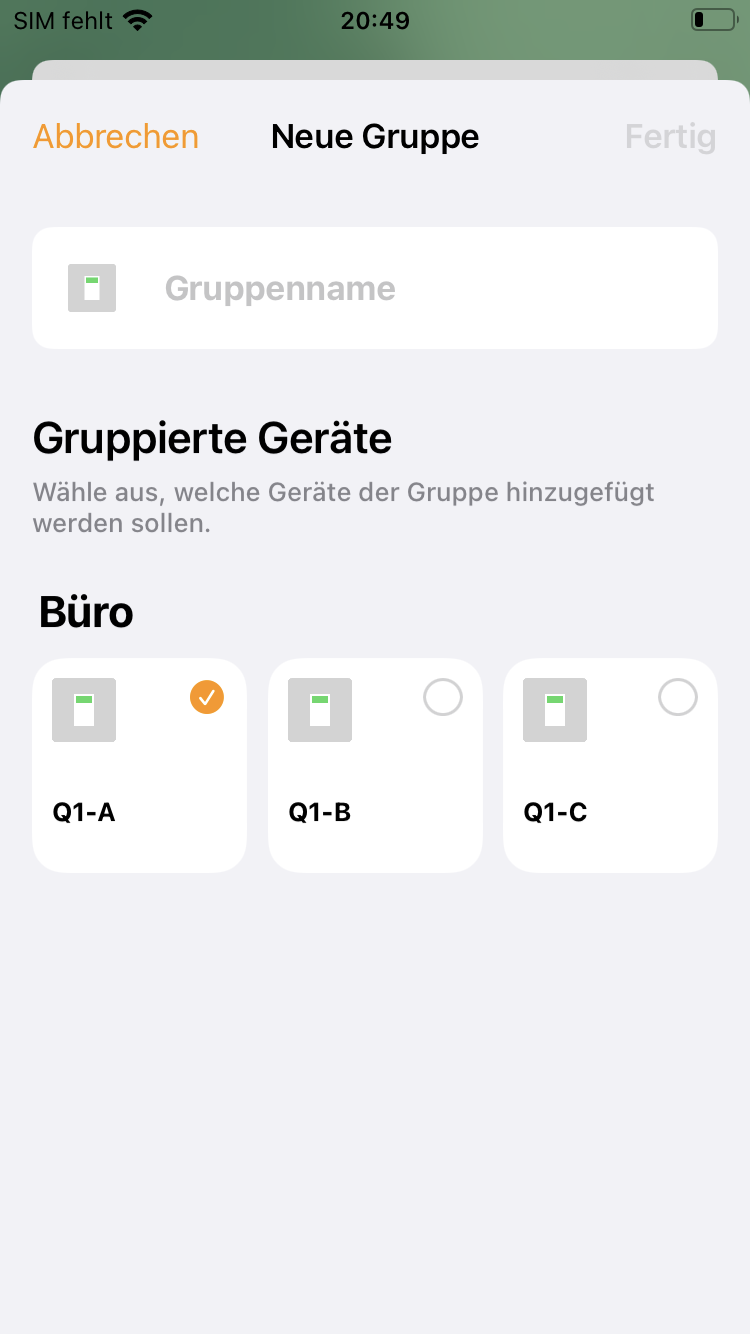 SIM fehlt
20:49
Abbrechen
Neue Gruppe
Fertig
Gruppenname
Gruppierte Geräte
Wähle aus, welche Geräte der Gruppe hinzugefügt
werden sollen.
Büro
Q1-A
Q1-B
Q1-C